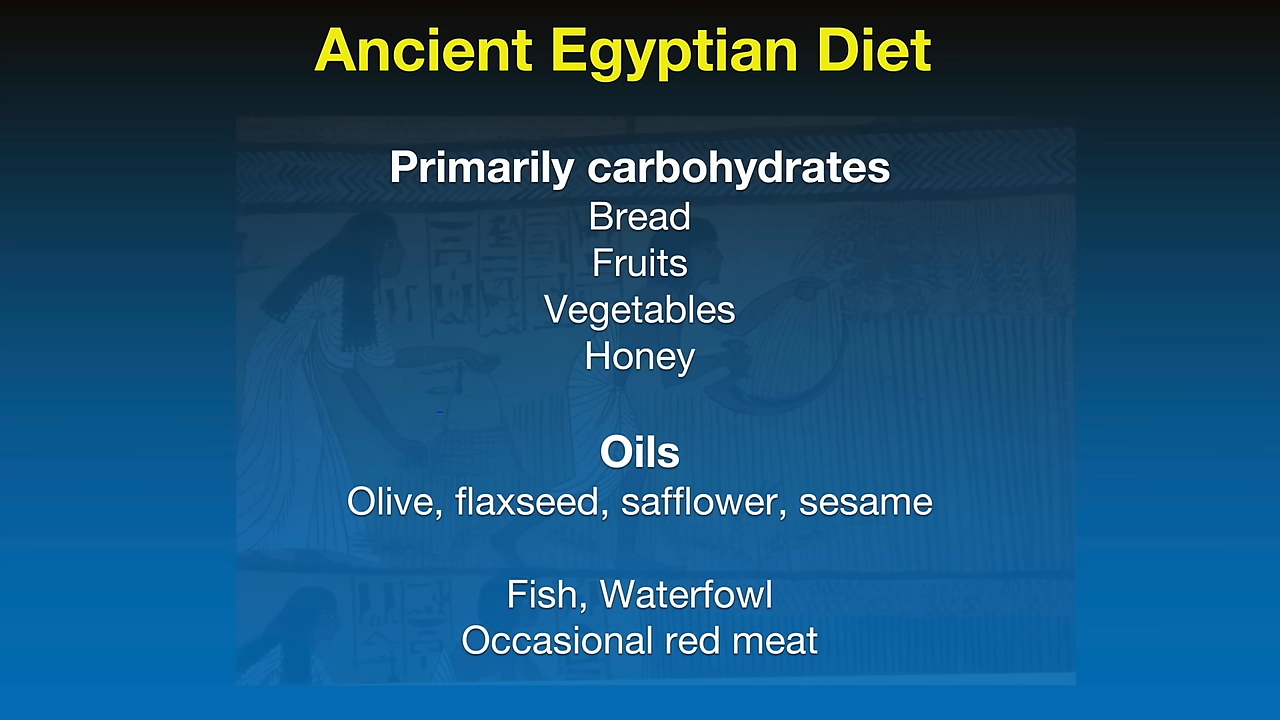 Ancient Egyptian Diet
Primarily carbohydrates
Bread
Fruits
Vegetables
Honey
Oils
Olive, flaxseed, safflower, sesame
Fish, Waterfowl
Occasional red meat